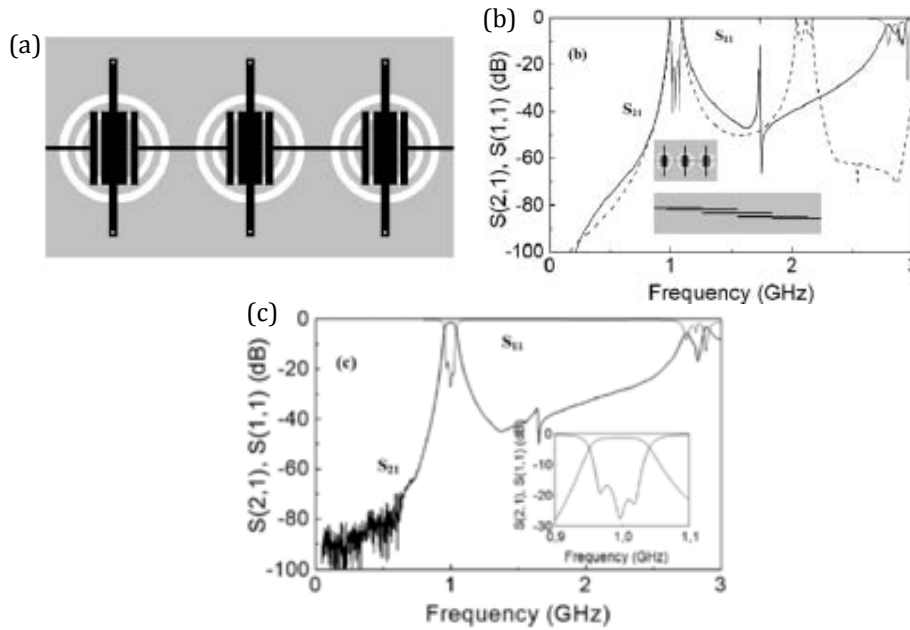 (a)
(b)
S(2,1), S(1,1) (dB)
0
-20
-40
-60
-80
-100
(b)
S₁₁
S₂₁
0
1
2
3
Frequency (GHz)
(c)
S(2,1), S(1,1) (dB)
0
-20
-40
-60
-80
-100
(c)
S₁₁
S₂₁
S(2,1), S(1,1) (dB)
0
-10
-20
-30
0,9
1,0
1,1
Frequency (GHz)
0
1
2
3
Frequency (GHz)